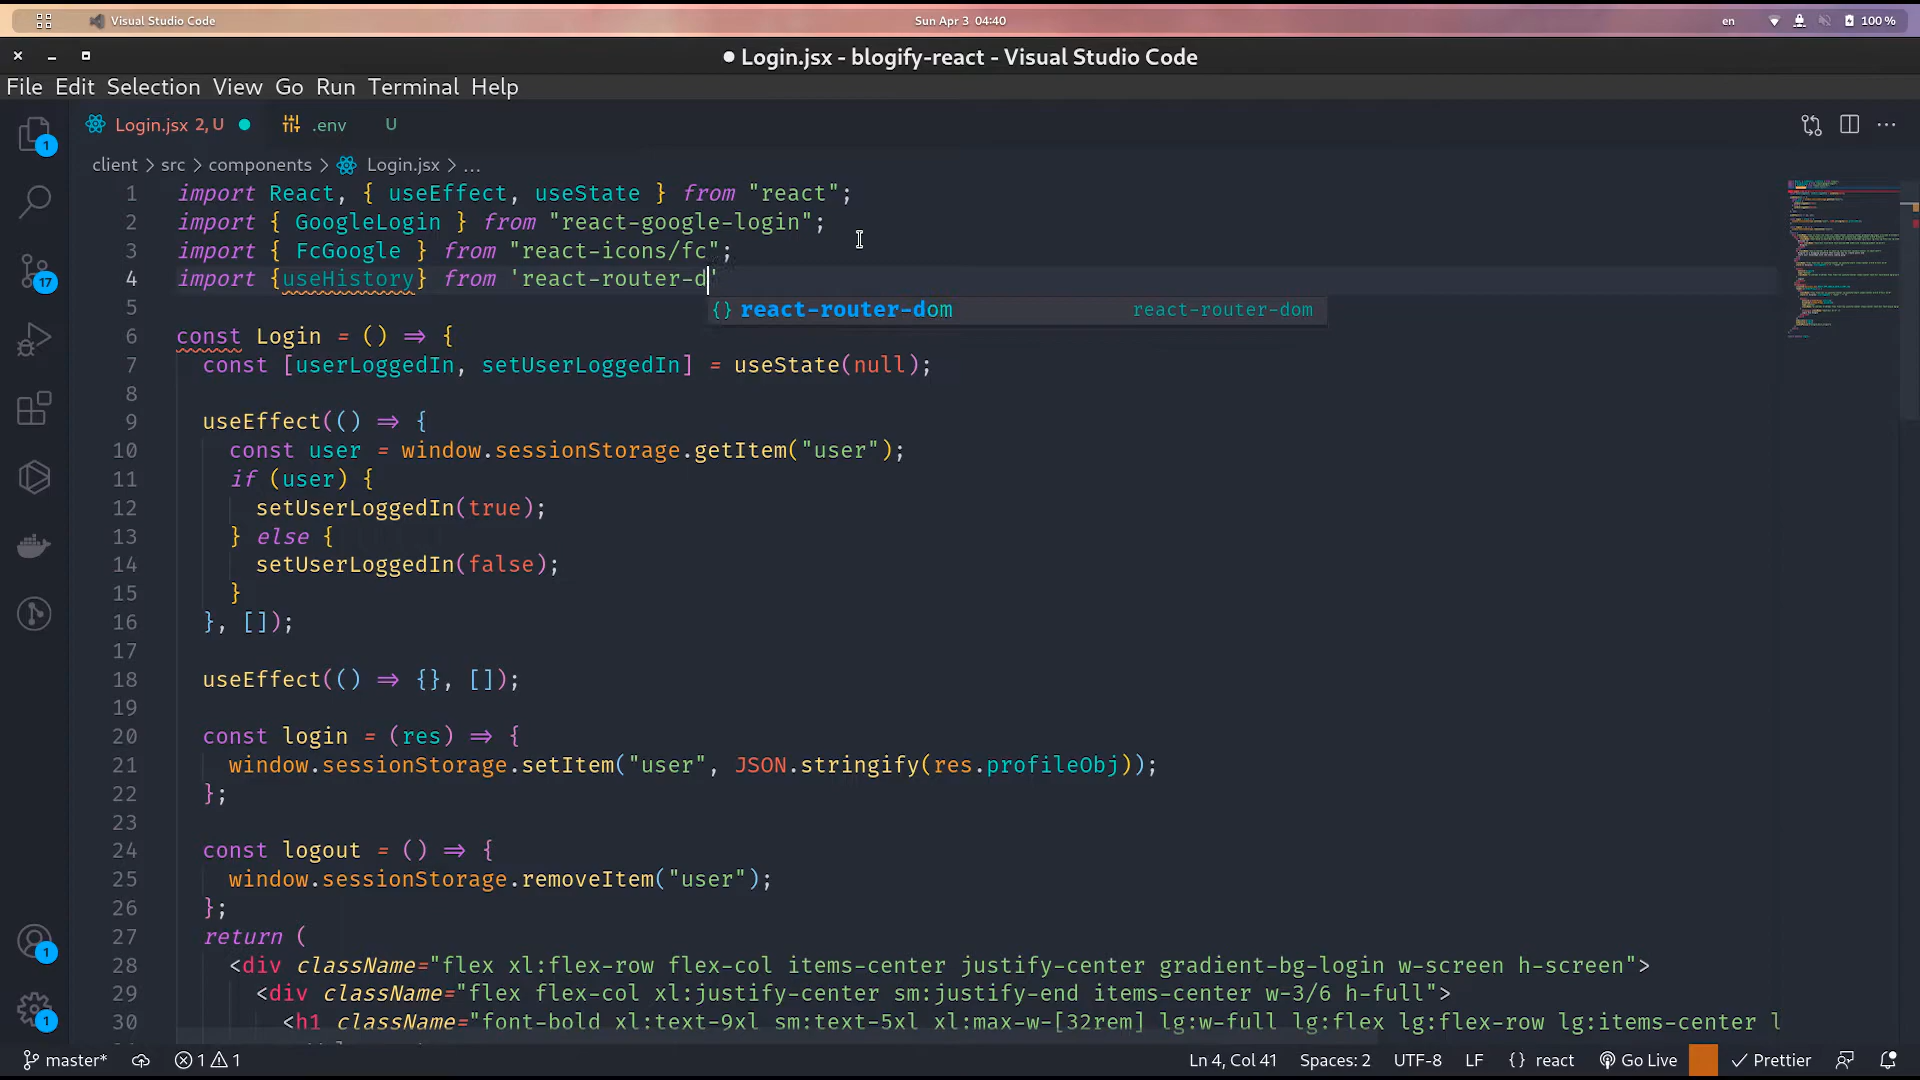 Visual Studio Code
Sun Apr 3 04:40
en
100 %
● Login.jsx - blogify-react - Visual Studio Code
File Edit Selection View Go Run Terminal Help
Login.jsx 2, U
.env U
client > src > components > Login.jsx > ...
1 import React, { useEffect, useState } from "react";
2 import { GoogleLogin } from "react-google-login";
3 import { FcGoogle } from "react-icons/fc";
4 import {useHistory} from 'react-router-d'
{} react-router-dom react-router-dom
5
6 const Login = () => {
7 const [userLoggedIn, setUserLoggedIn] = useState(null);
8
9 useEffect(() => {
10 const user = window.sessionStorage.getItem("user");
11 if (user) {
12 setUserLoggedIn(true);
13 } else {
14 setUserLoggedIn(false);
15 }
16 }, []);
17
18 useEffect(() => {}, []);
19
20 const login = (res) => {
21 window.sessionStorage.setItem("user", JSON.stringify(res.profileObj));
22 };
23
24 const logout = () => {
25 window.sessionStorage.removeItem("user");
26 };
27 return (
28 <div className="flex xl:flex-row flex-col items-center justify-center gradient-bg-login w-screen h-screen">
29 <div className="flex flex-col xl:justify-center sm:justify-end items-center w-3/6 h-full">
30 <h1 className="font-bold xl:text-9xl sm:text-5xl xl:max-w-[32rem] lg:w-full lg:flex lg:flex-row lg:items-center l
1
17
1
1
master* 1 1 Ln 4, Col 41 Spaces: 2 UTF-8 LF {} react Go Live Prettier